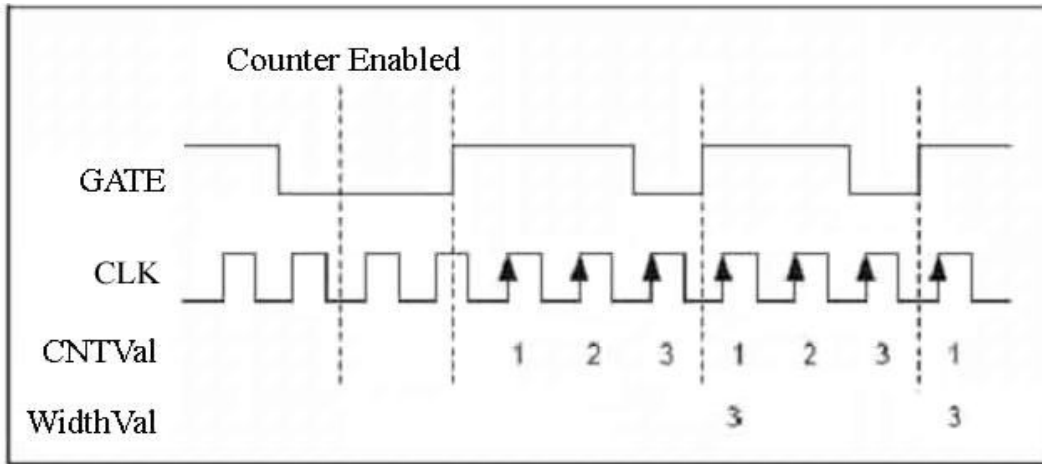 Counter Enabled
GATE
CLK
CNTVal 1 2 3 1 2 3 1
WidthVal 3 3